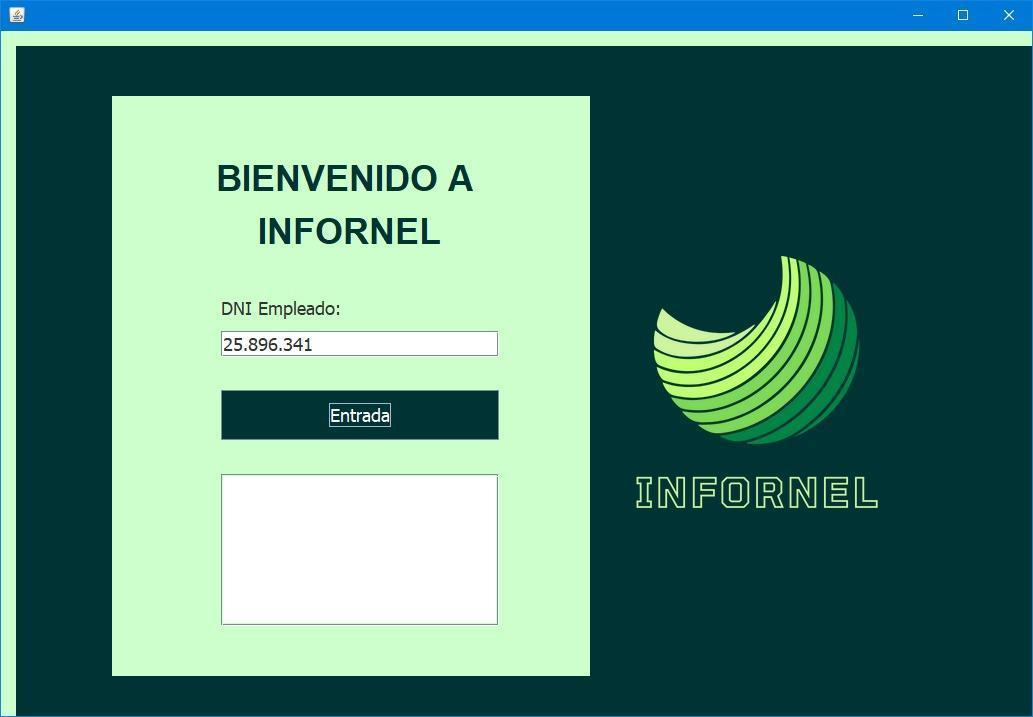 BIENVENIDO A
INFORNEL
DNI Empleado:
25.896.341
Entrada
INFORNEL